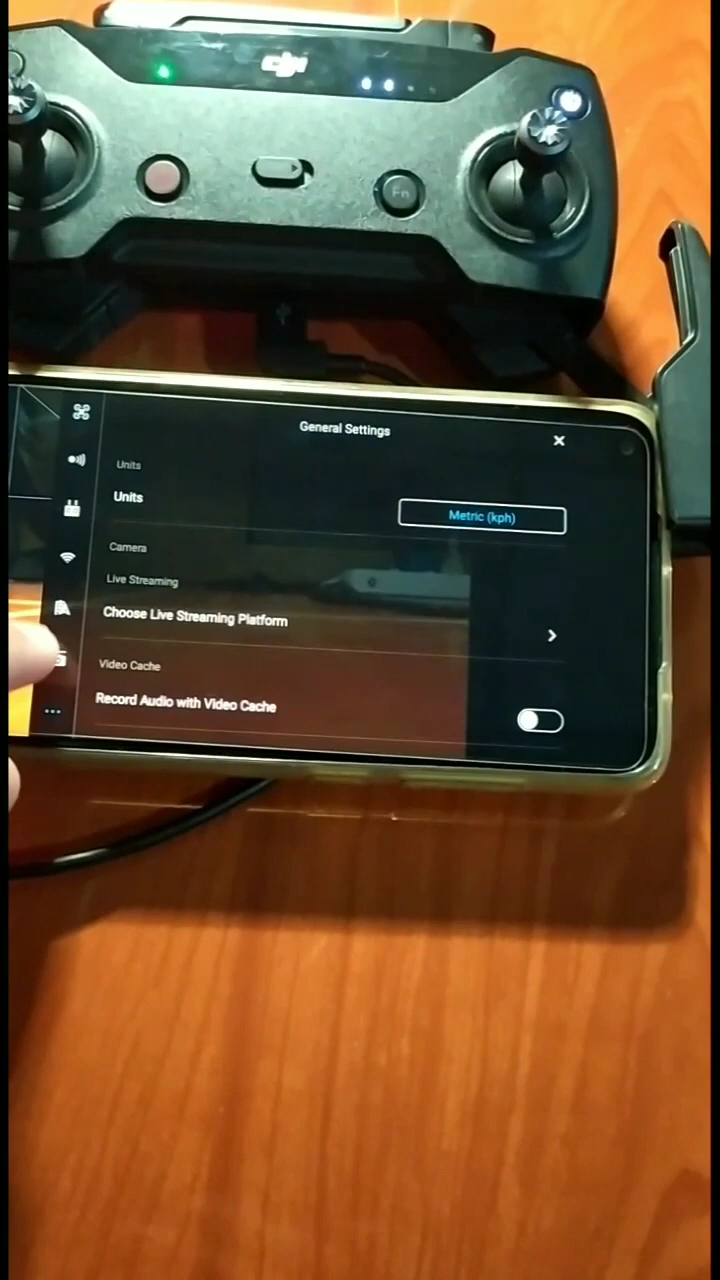 dji
Fn
General Settings
Units
Units
Metric (kph)
Camera
Live Streaming
Choose Live Streaming Platform
Video Cache
Record Audio with Video Cache